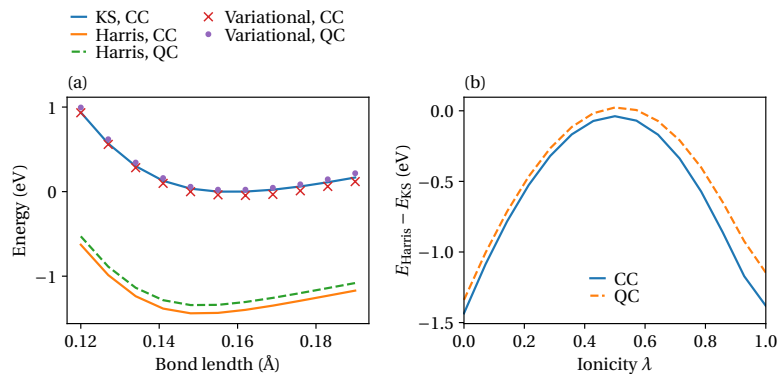 KS, CC
Harris, CC
Harris, QC
Variational, CC
Variational, QC
(a)
1
0
−1
Energy (eV)
0.12
0.14
0.16
0.18
Bond lendth (Å)
(b)
0.0
−0.5
−1.0
−1.5
E_Harris − E_KS (eV)
CC
QC
0.0
0.2
0.4
0.6
0.8
1.0
Ionicity λ